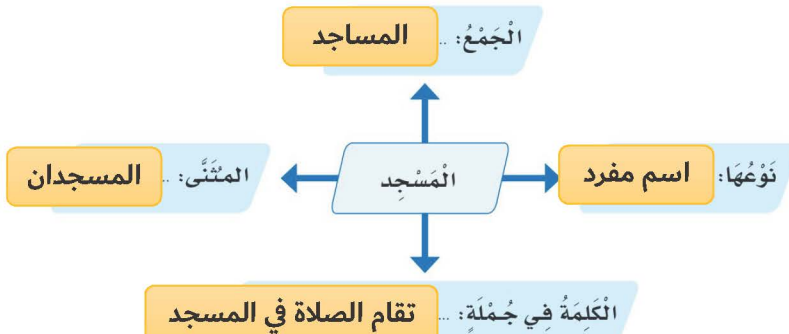 الْجَمْعُ: .. المساجد
نَوْعُهَا: اسم مفرد
الْمَسْجِد
المُثَنَّى: .. المسجدان
الْكَلِمَةُ فِي جُمْلَةٍ: ... تقام الصلاة في المسجد